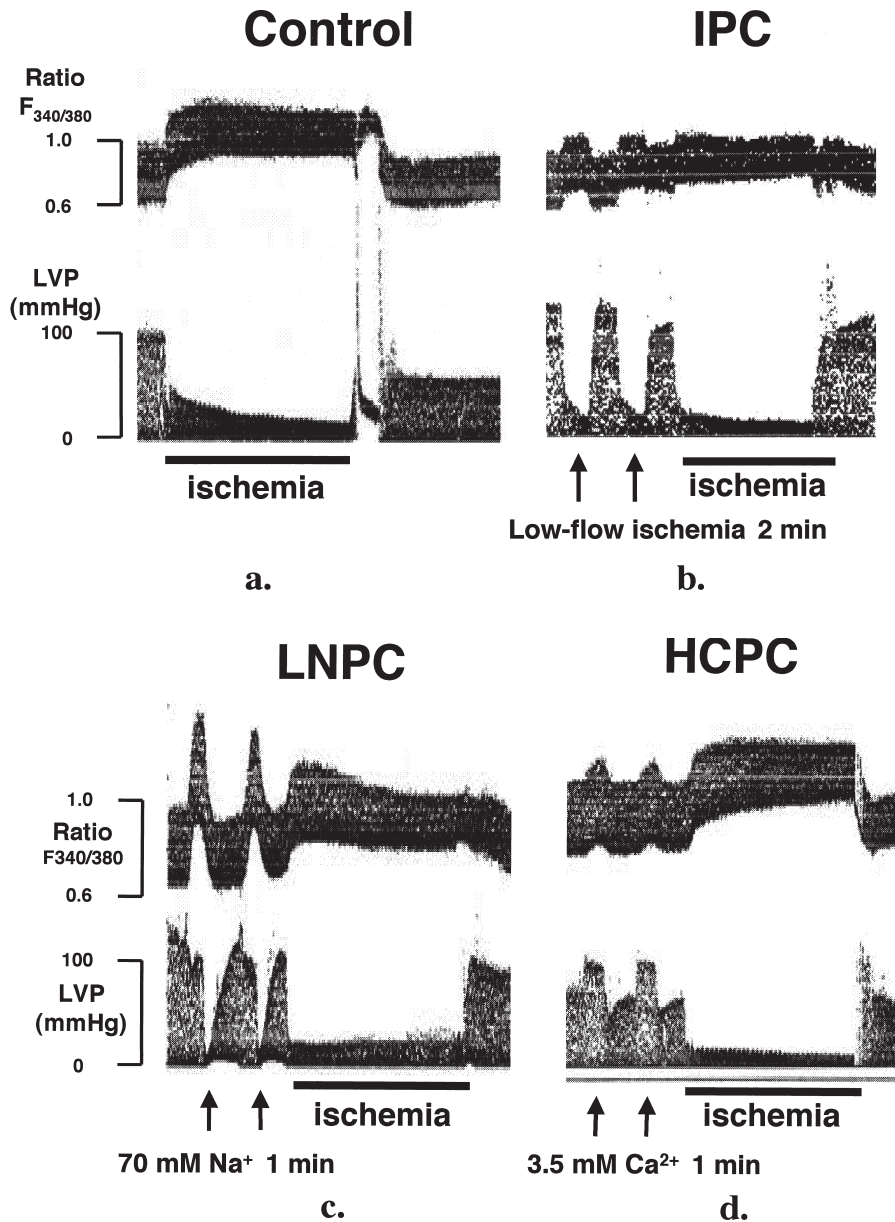 Control
IPC
Ratio
F340/380
1.0
0.6
LVP
(mmHg)
100
0
ischemia
ischemia
Low-flow ischemia 2 min
a.
b.
LNPC
HCPC
1.0
Ratio
F340/380
0.6
100
LVP
(mmHg)
0
ischemia
ischemia
70 mM Na⁺ 1 min
3.5 mM Ca²⁺ 1 min
c.
d.